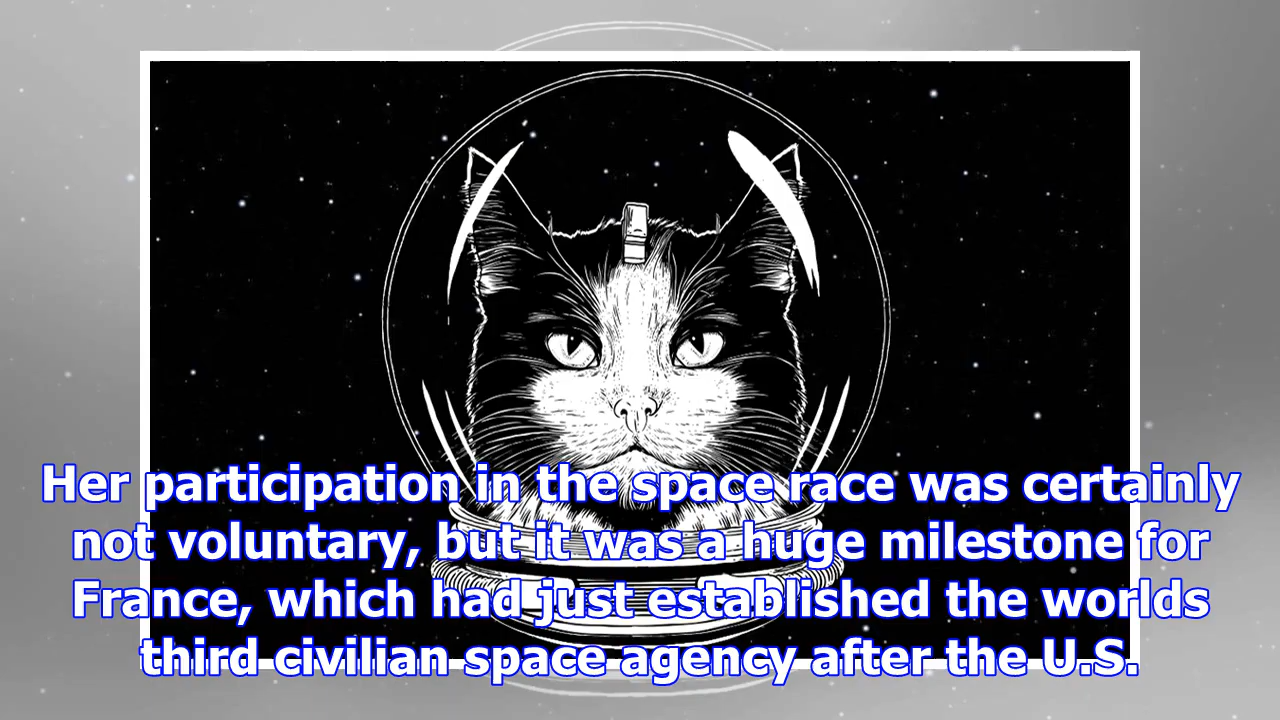 Her participation in the space race was certainly
not voluntary, but it was a huge milestone for
France, which had just established the worlds
third civilian space agency after the U.S.